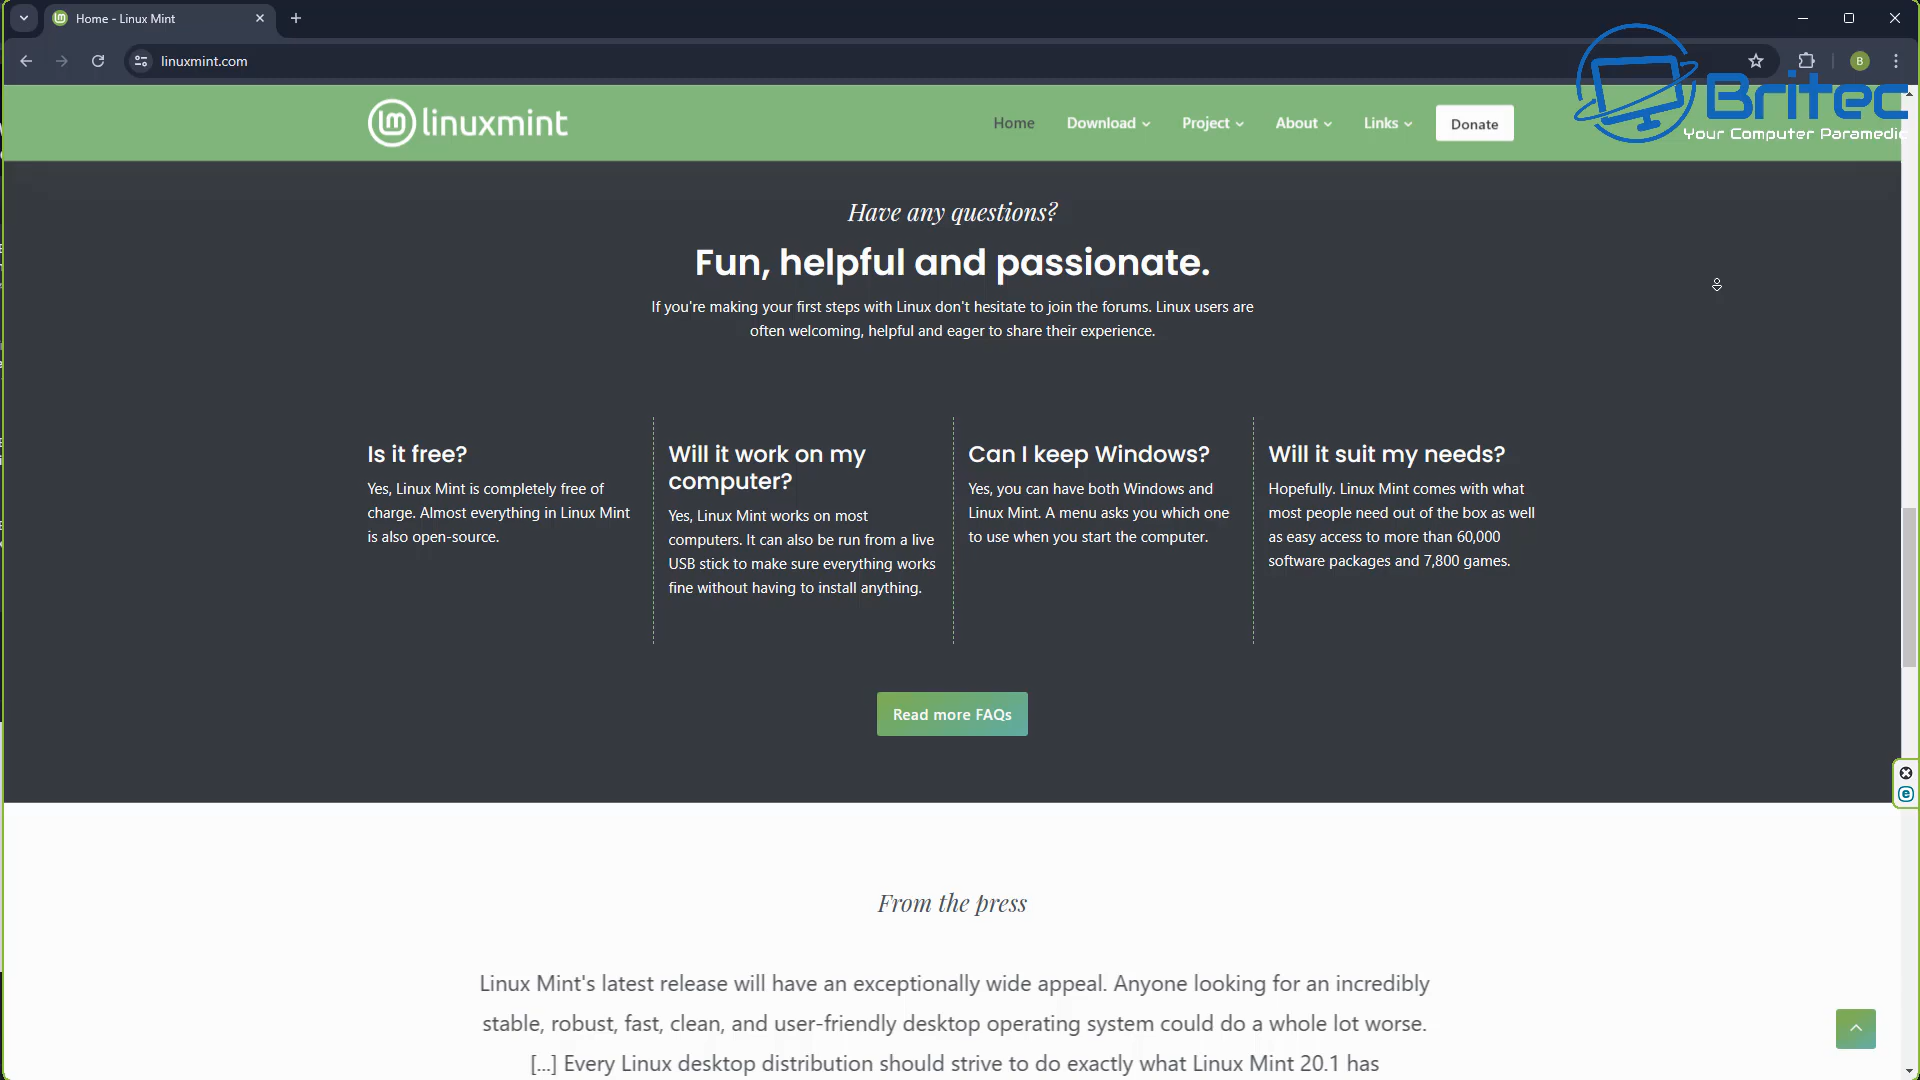 Home - Linux Mint
linuxmint.com
B
Britec
Your Computer Paramedic
linuxmint
Home
Download
Project
About
Links
Donate
Have any questions?
Fun, helpful and passionate.
If you're making your first steps with Linux don't hesitate to join the forums. Linux users are
often welcoming, helpful and eager to share their experience.
Is it free?
Yes, Linux Mint is completely free of
charge. Almost everything in Linux Mint
is also open-source.
Will it work on my
computer?
Yes, Linux Mint works on most
computers. It can also be run from a live
USB stick to make sure everything works
fine without having to install anything.
Can I keep Windows?
Yes, you can have both Windows and
Linux Mint. A menu asks you which one
to use when you start the computer.
Will it suit my needs?
Hopefully. Linux Mint comes with what
most people need out of the box as well
as easy access to more than 60,000
software packages and 7,800 games.
Read more FAQs
From the press
Linux Mint's latest release will have an exceptionally wide appeal. Anyone looking for an incredibly
stable, robust, fast, clean, and user-friendly desktop operating system could do a whole lot worse.
[...] Every Linux desktop distribution should strive to do exactly what Linux Mint 20.1 has